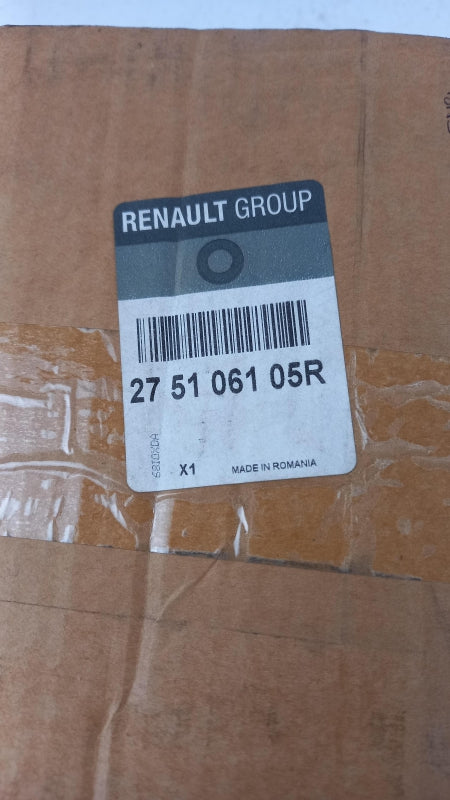 RENAULT GROUP
27 51 061 05R
X1
MADE IN ROMANIA